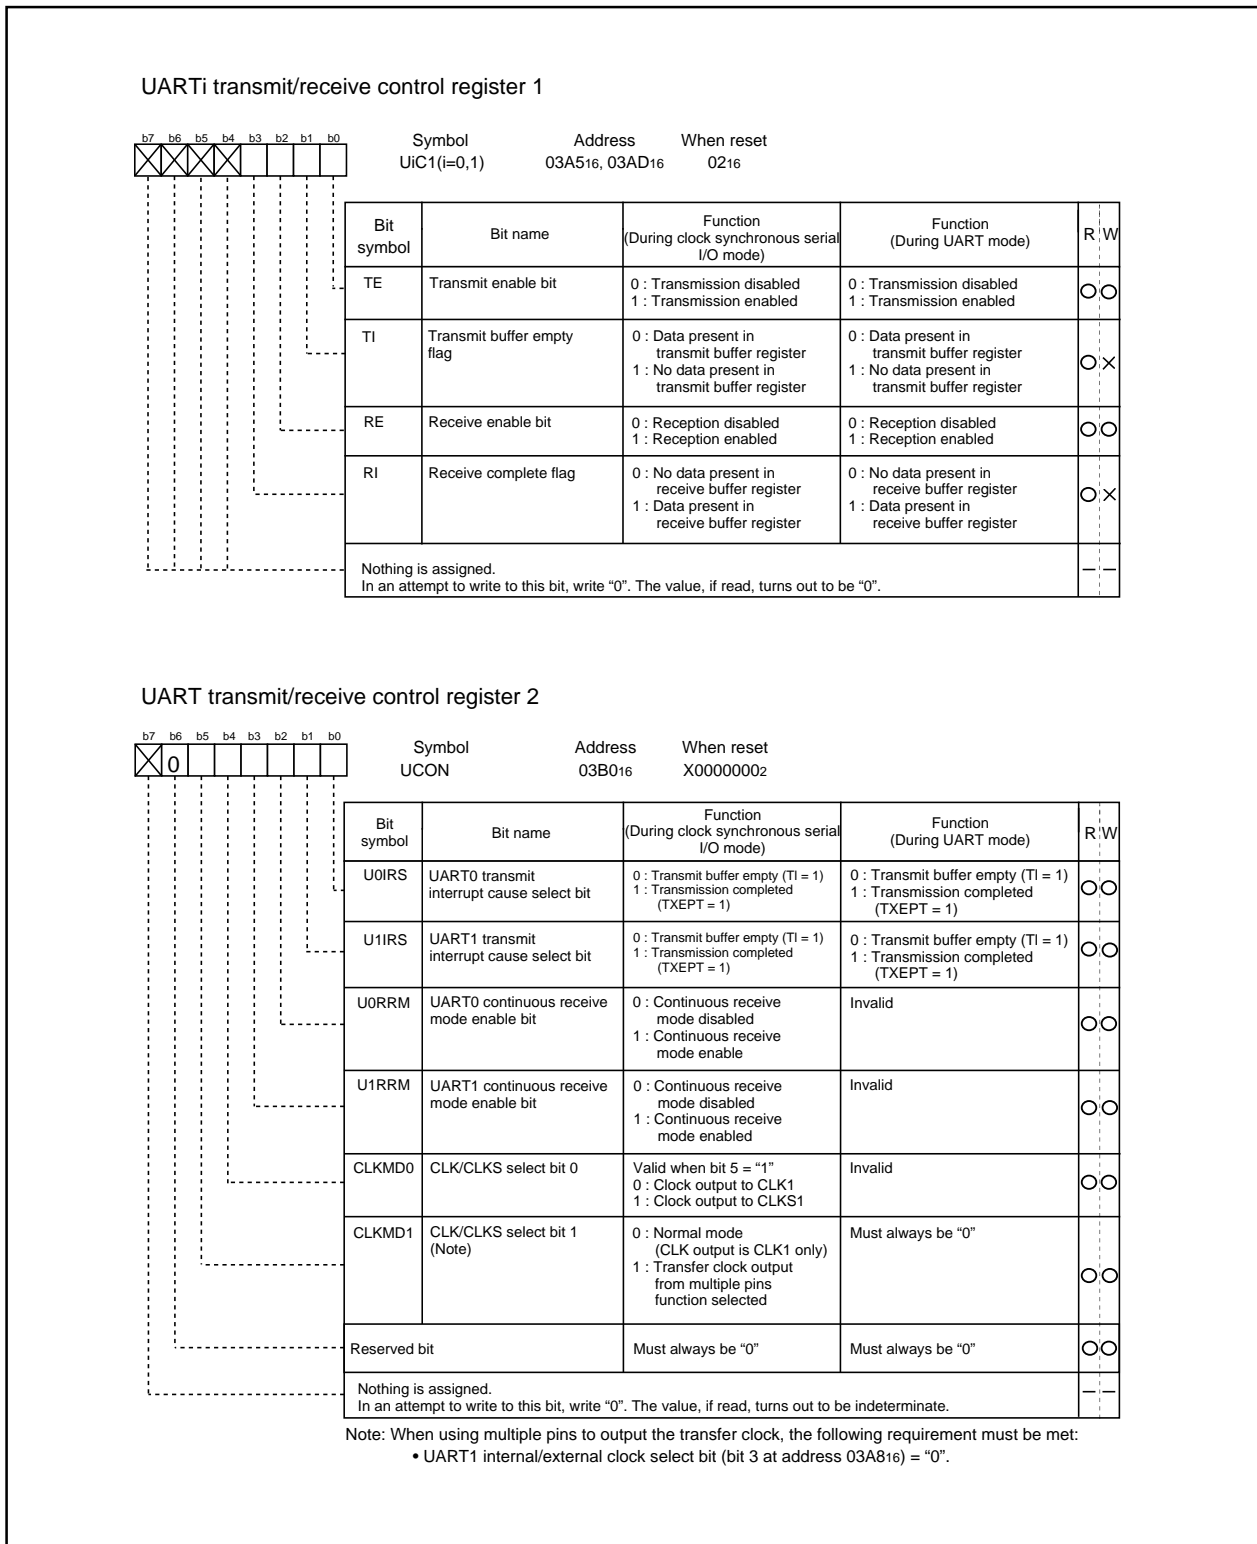 UARTi transmit/receive control register 1
b7 b6 b5 b4 b3 b2 b1 b0
Symbol Address When reset
UiC1(i=0,1) 03A516, 03AD16 0216
Bit symbol Bit name Function (During clock synchronous serial I/O mode) Function (During UART mode) R W
TE Transmit enable bit 0 : Transmission disabled 0 : Transmission disabled
1 : Transmission enabled 1 : Transmission enabled
TI Transmit buffer empty 0 : Data present in 0 : Data present in
flag transmit buffer register transmit buffer register
1 : No data present in 1 : No data present in
transmit buffer register transmit buffer register
RE Receive enable bit 0 : Reception disabled 0 : Reception disabled
1 : Reception enabled 1 : Reception enabled
RI Receive complete flag 0 : No data present in 0 : No data present in
receive buffer register receive buffer register
1 : Data present in 1 : Data present in
receive buffer register receive buffer register
Nothing is assigned.
In an attempt to write to this bit, write “0”. The value, if read, turns out to be “0”.
UART transmit/receive control register 2
b7 b6 b5 b4 b3 b2 b1 b0
0
Symbol Address When reset
UCON 03B016 X00000002
Bit symbol Bit name Function (During clock synchronous serial I/O mode) Function (During UART mode) R W
U0IRS UART0 transmit 0 : Transmit buffer empty (TI = 1) 0 : Transmit buffer empty (TI = 1)
interrupt cause select bit 1 : Transmission completed 1 : Transmission completed
(TXEPT = 1) (TXEPT = 1)
U1IRS UART1 transmit 0 : Transmit buffer empty (TI = 1) 0 : Transmit buffer empty (TI = 1)
interrupt cause select bit 1 : Transmission completed 1 : Transmission completed
(TXEPT = 1) (TXEPT = 1)
U0RRM UART0 continuous receive 0 : Continuous receive Invalid
mode enable bit mode disabled
1 : Continuous receive
mode enable
U1RRM UART1 continuous receive 0 : Continuous receive Invalid
mode enable bit mode disabled
1 : Continuous receive
mode enabled
CLKMD0 CLK/CLKS select bit 0 Valid when bit 5 = “1” Invalid
0 : Clock output to CLK1
1 : Clock output to CLKS1
CLKMD1 CLK/CLKS select bit 1 0 : Normal mode Must always be “0”
(Note) (CLK output is CLK1 only)
1 : Transfer clock output
from multiple pins
function selected
Reserved bit Must always be “0” Must always be “0”
Nothing is assigned.
In an attempt to write to this bit, write “0”. The value, if read, turns out to be indeterminate.
Note: When using multiple pins to output the transfer clock, the following requirement must be met:
• UART1 internal/external clock select bit (bit 3 at address 03A816) = “0”.